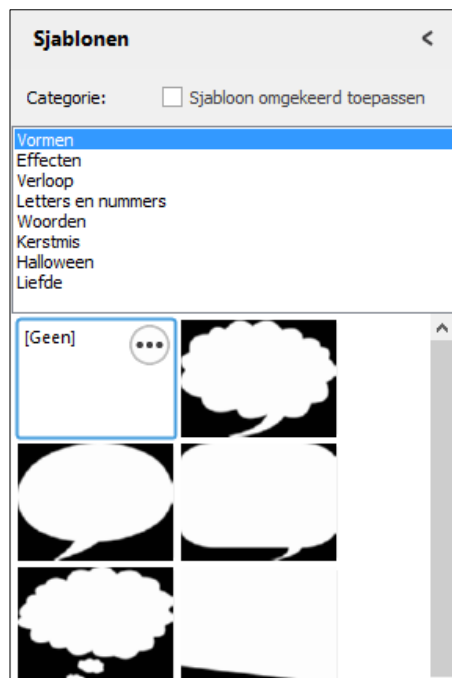 Sjablonen
Categorie: Sjabloon omgekeerd toepassen
Vormen
Effecten
Verloop
Letters en nummers
Woorden
Kerstmis
Halloween
Liefde
[Geen]